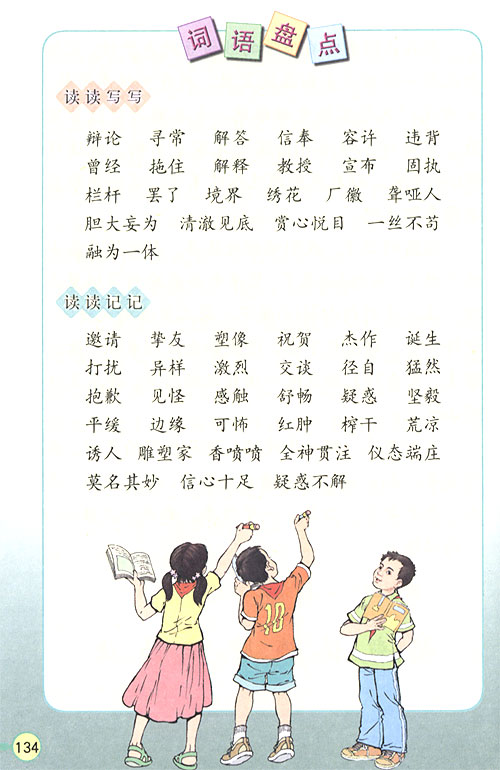 词语盘点
读读写写
辩论 寻常 解答 信奉 容许 违背
曾经 拖住 解释 教授 宣布 固执
栏杆 罢了 境界 绣花 厂徽 聋哑人
胆大妄为 清澈见底 赏心悦目 一丝不苟
融为一体
读读记记
邀请 挚友 塑像 祝贺 杰作 诞生
打扰 异样 激烈 交谈 径自 猛然
抱歉 见怪 感触 舒畅 疑惑 坚毅
平缓 边缘 可怖 红肿 榨干 荒凉
诱人 雕塑家 香喷喷 全神贯注 仪态端庄
莫名其妙 信心十足 疑惑不解
10
134